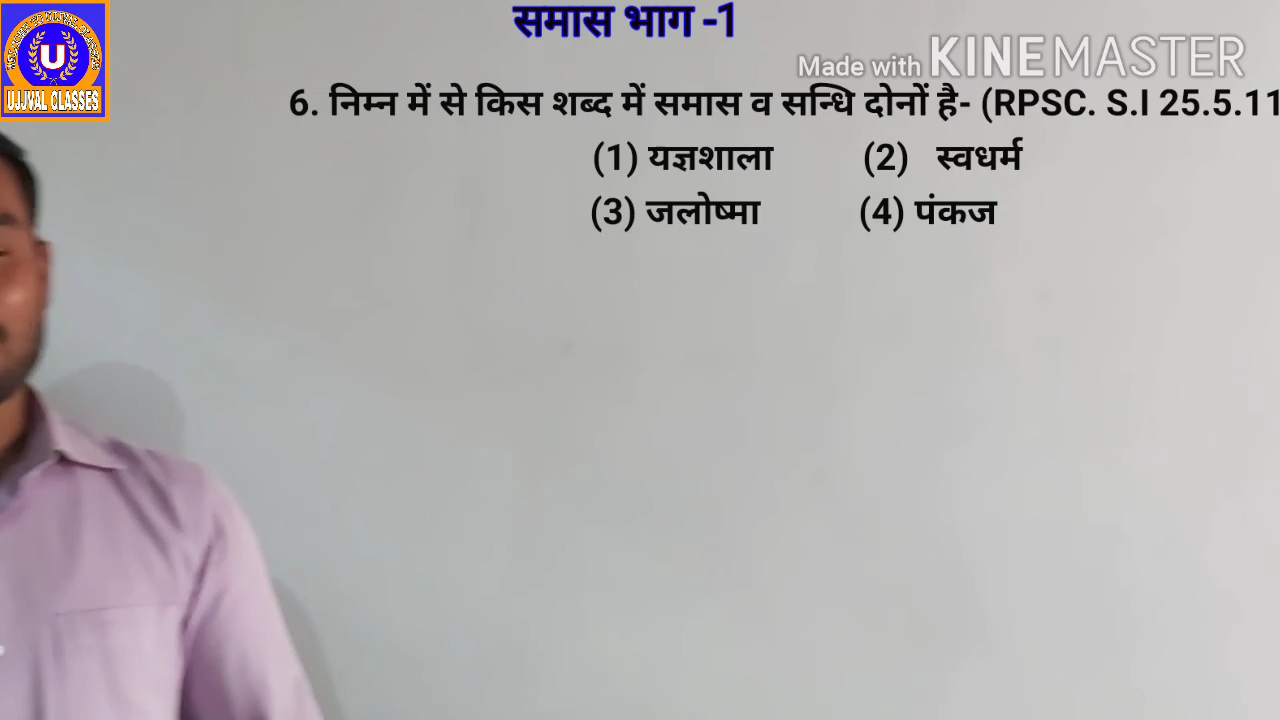 समास भाग -1
Made with KINEMASTER
6. निम्न में से किस शब्द में समास व सन्धि दोनों है- (RPSC. S.I 25.5.11
(1) यज्ञशाला (2) स्वधर्म
(3) जलोष्मा (4) पंकज
U
UJJVAL CLASSES